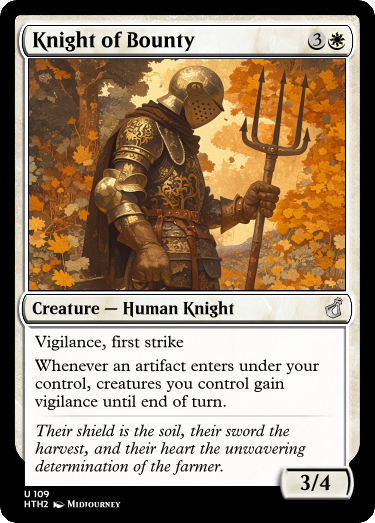 Knight of Bounty 3
Creature — Human Knight
Vigilance, first strike
Whenever an artifact enters under your
control, creatures you control gain
vigilance until end of turn.
Their shield is the soil, their sword the
harvest, and their heart the unwavering
determination of the farmer.
3/4
U 109
HTH2 Midjourney